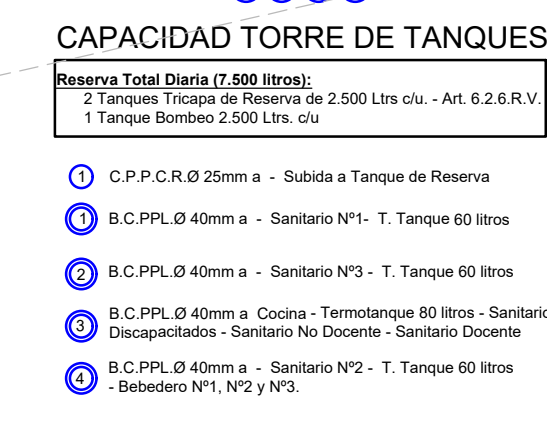 CAPACIDAD TORRE DE TANQUES
Reserva Total Diaria (7.500 litros):
2 Tanques Tricapa de Reserva de 2.500 Ltrs c/u. - Art. 6.2.6.R.V.
1 Tanque Bombeo 2.500 Ltrs. c/u
1 C.P.P.C.R.Ø 25mm a - Subida a Tanque de Reserva
1 B.C.PPL.Ø 40mm a - Sanitario Nº1- T. Tanque 60 litros
2 B.C.PPL.Ø 40mm a - Sanitario Nº3 - T. Tanque 60 litros
3 B.C.PPL.Ø 40mm a Cocina - Termotanque 80 litros - Sanitario
Discapacitados - Sanitario No Docente - Sanitario Docente
4 B.C.PPL.Ø 40mm a - Sanitario Nº2 - T. Tanque 60 litros
- Bebedero Nº1, Nº2 y Nº3.